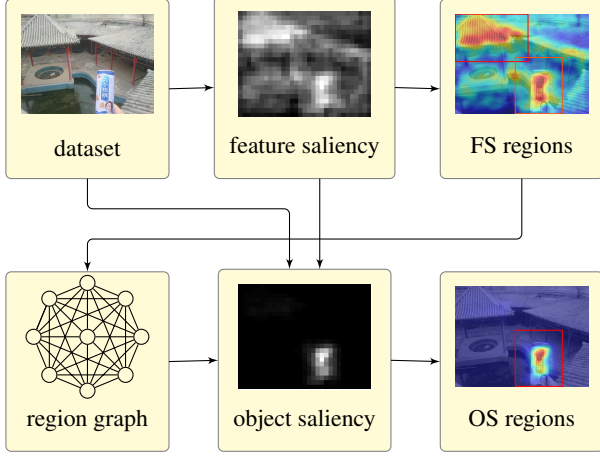 dataset
feature saliency
FS regions
region graph
object saliency
OS regions